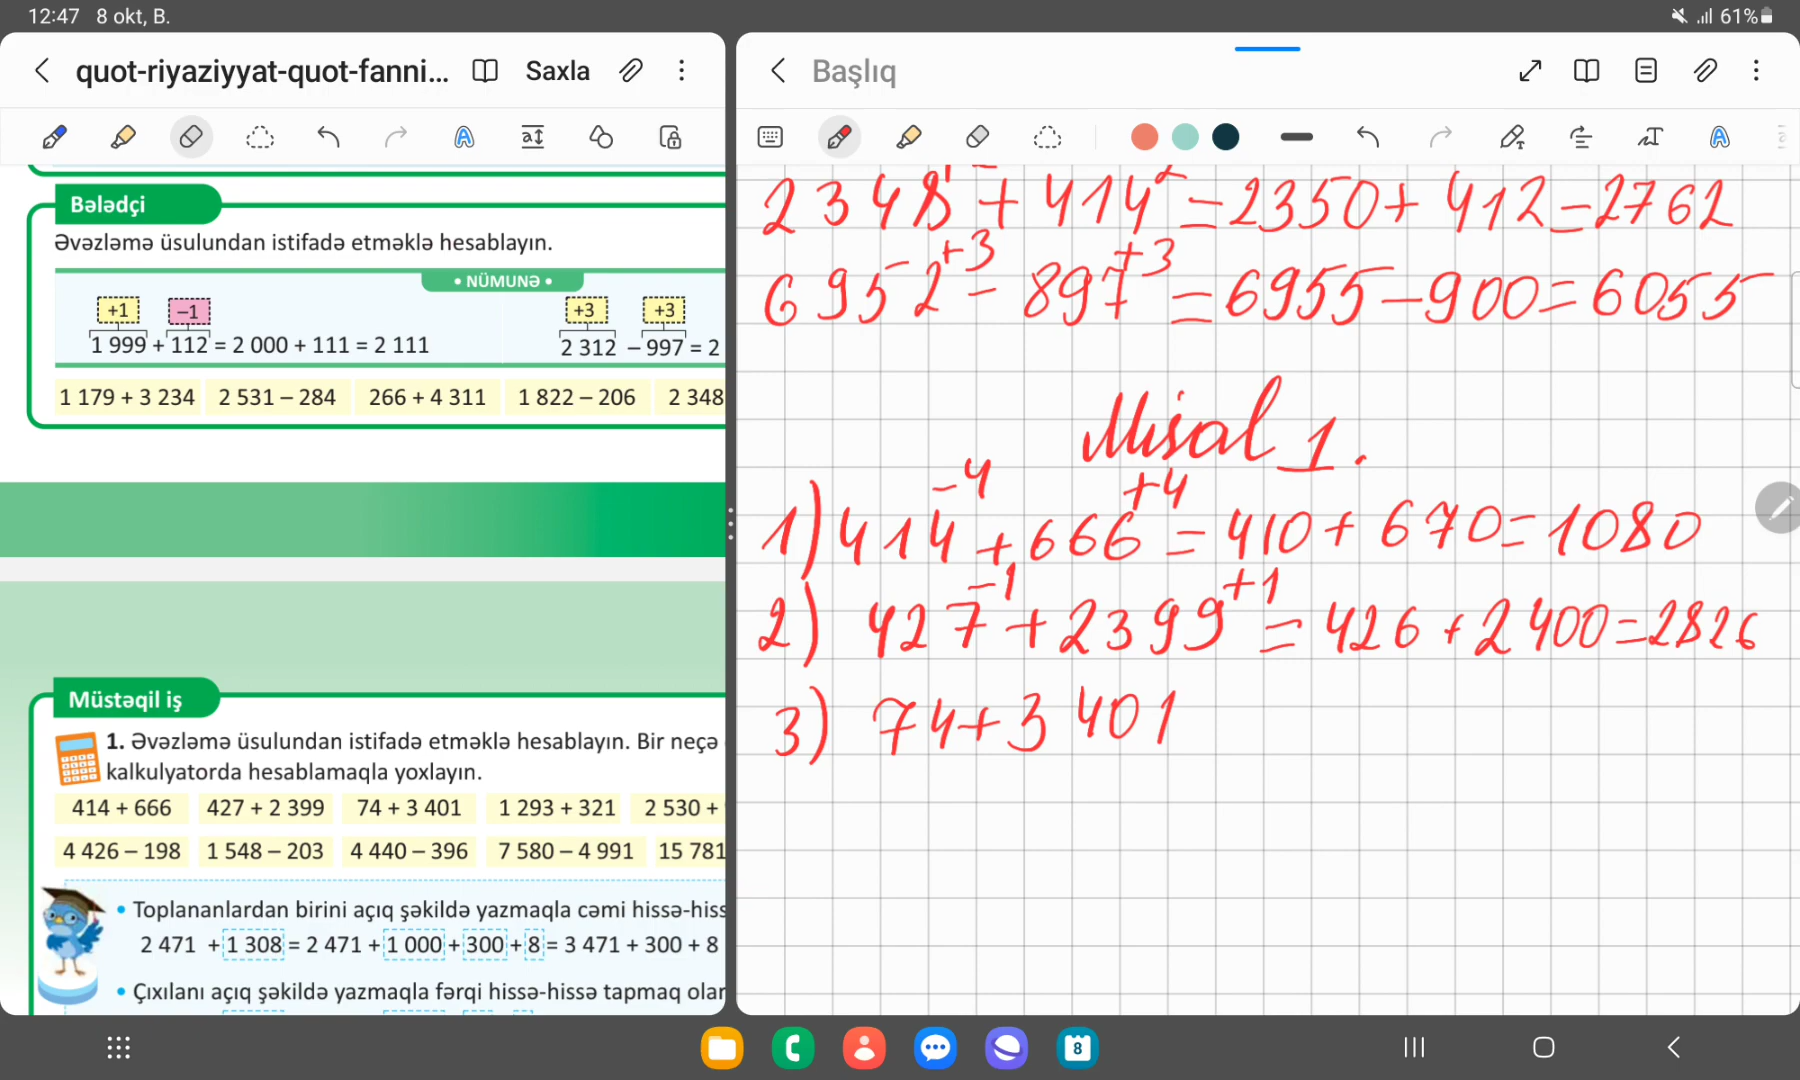 12:47 8 okt, B.
61%
quot-riyaziyyat-quot-fanni...
Saxla
Bələdçi
Əvəzləmə üsulundan istifadə etməklə hesablayın.
• NÜMUNƏ •
+1 −1
1 999 + 112 = 2 000 + 111 = 2 111
+3 +3
2 312 − 997 = 2
1 179 + 3 234 2 531 − 284 266 + 4 311 1 822 − 206 2 348
Müstəqil iş
1. Əvəzləmə üsulundan istifadə etməklə hesablayın. Bir neçə
kalkulyatorda hesablamaqla yoxlayın.
414 + 666 427 + 2 399 74 + 3 401 1 293 + 321 2 530 +
4 426 − 198 1 548 − 203 4 440 − 396 7 580 − 4 991 15 781
• Toplananlardan birini açıq şəkildə yazmaqla cəmi hissə-hiss
2 471 + 1 308 = 2 471 + 1 000 + 300 + 8 = 3 471 + 300 + 8
• Çıxılanı açıq şəkildə yazmaqla fərqi hissə-hissə tapmaq olar
Başlıq
2348 + 414 = 2350 + 412 = 2762
+3 +3
6952 − 897 = 6955 − 900 = 6055
Misal 1.
−4 +4
1) 414 + 666 = 410 + 670 = 1080
−1 +1
2) 427 + 2399 = 426 + 2400 = 2826
3) 74 + 3 401
8